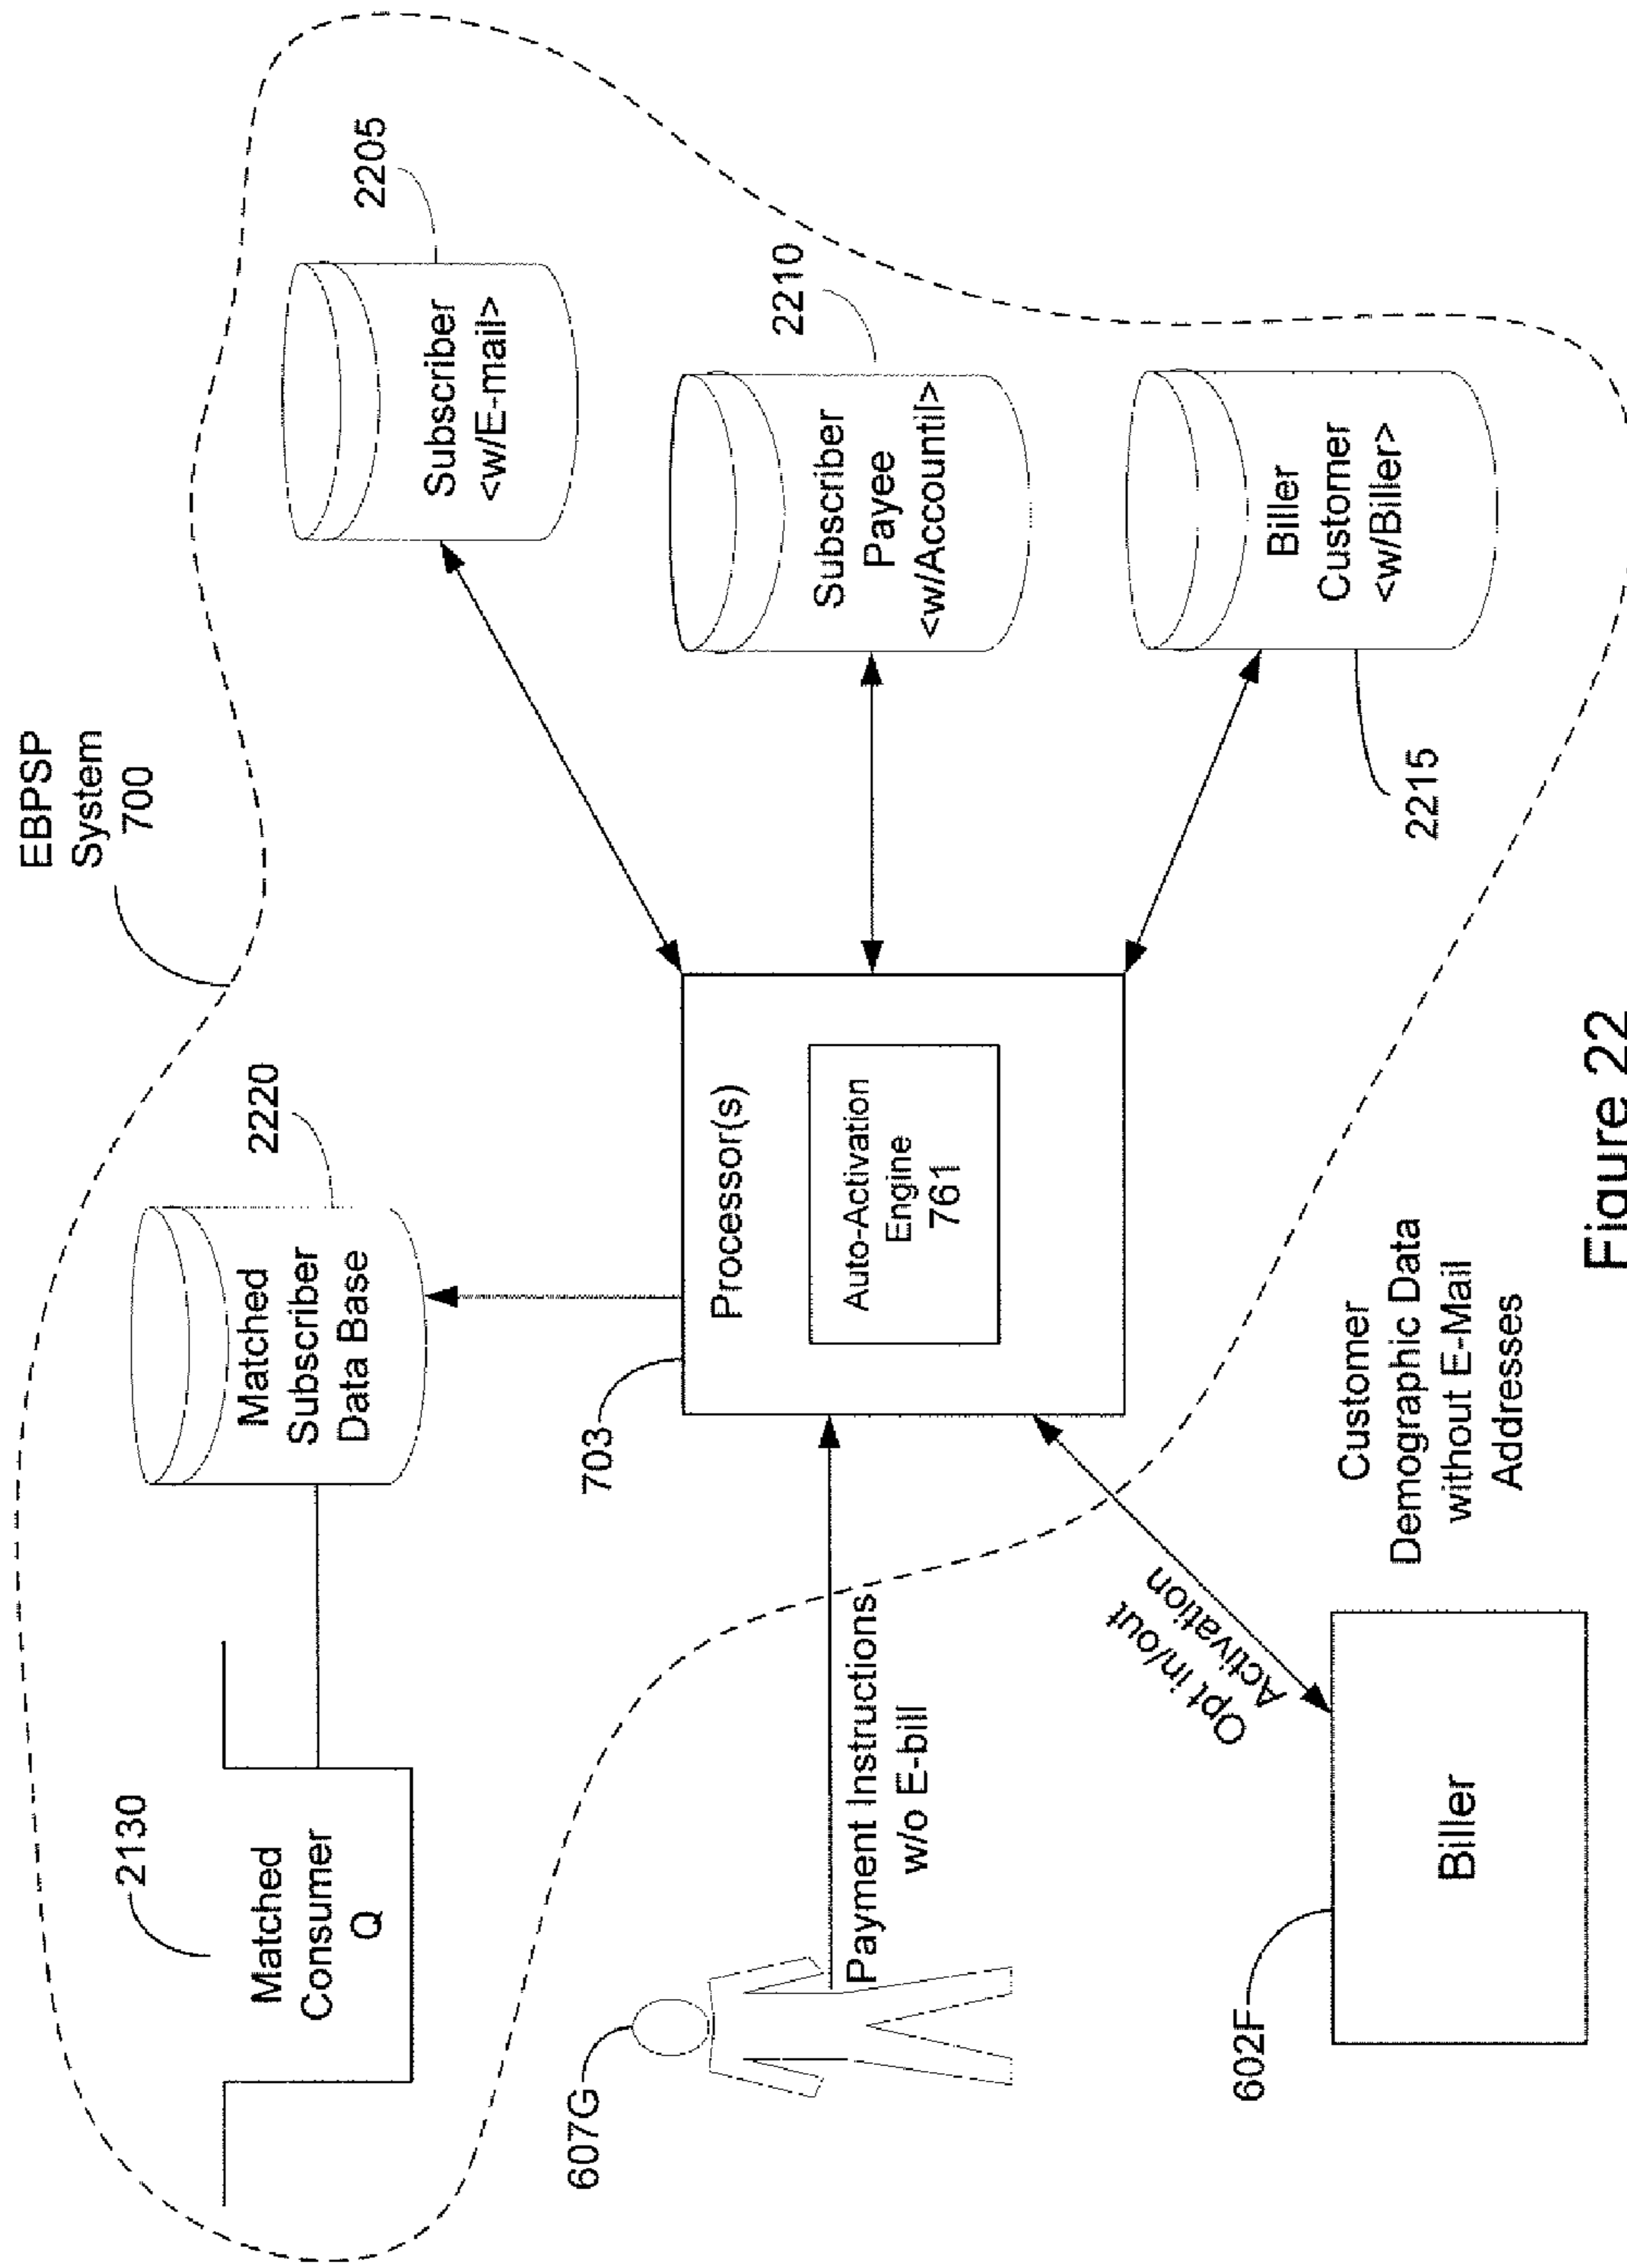 EBPSP
System
700
2130
Matched
Consumer
Q
Matched
Subscriber
Data Base
2220
Subscriber
<w/E-mail>
2205
607G
Payment Instructions
w/o E-bill
703
Processor(s)
Auto-Activation
Engine
761
Subscriber
Payee
<w/Accountil>
2210
Biller
Customer
<w/Biller>
2215
602F
Biller
Opt in/out
Activation
Customer
Demographic Data
without E-Mail
Addresses
Figure 22